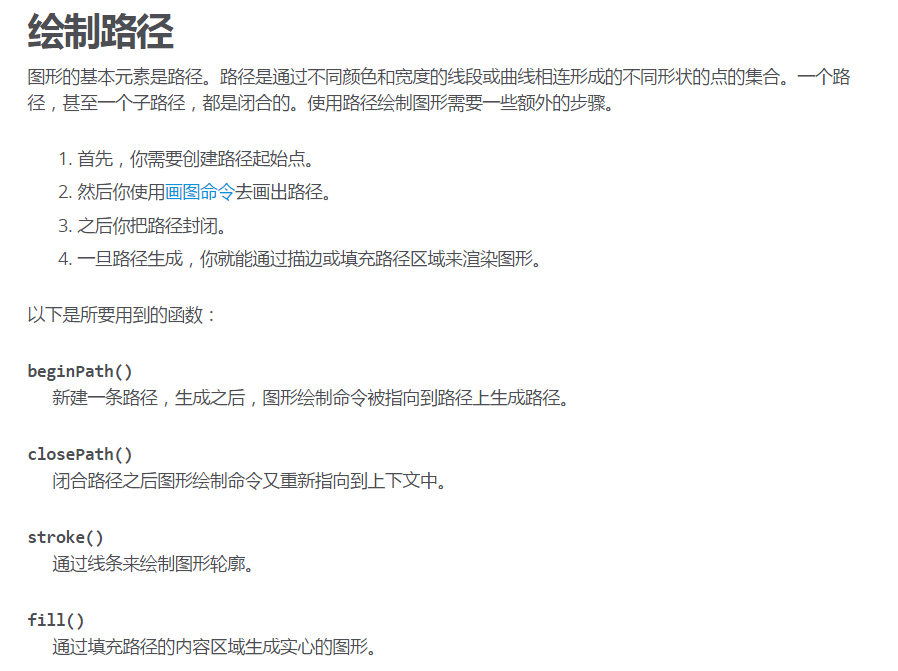 绘制路径
图形的基本元素是路径。路径是通过不同颜色和宽度的线段或曲线相连形成的不同形状的点的集合。一个路
径，甚至一个子路径，都是闭合的。使用路径绘制图形需要一些额外的步骤。
1. 首先，你需要创建路径起始点。
2. 然后你使用画图命令去画出路径。
3. 之后你把路径封闭。
4. 一旦路径生成，你就能通过描边或填充路径区域来渲染图形。
以下是所要用到的函数：
beginPath()
新建一条路径，生成之后，图形绘制命令被指向到路径上生成路径。
closePath()
闭合路径之后图形绘制命令又重新指向到上下文中。
stroke()
通过线条来绘制图形轮廓。
fill()
通过填充路径的内容区域生成实心的图形。